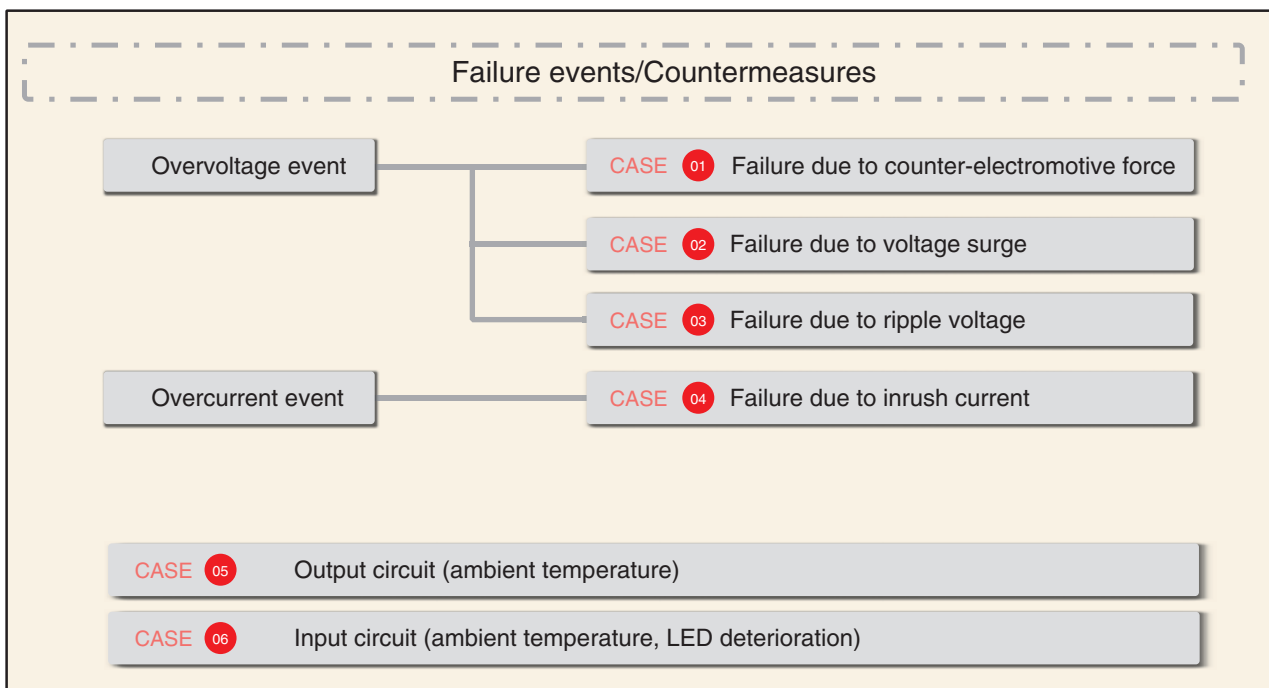 Failure events/Countermeasures
Overvoltage event
CASE 01 Failure due to counter-electromotive force
CASE 02 Failure due to voltage surge
CASE 03 Failure due to ripple voltage
Overcurrent event
CASE 04 Failure due to inrush current
CASE 05 Output circuit (ambient temperature)
CASE 06 Input circuit (ambient temperature, LED deterioration)